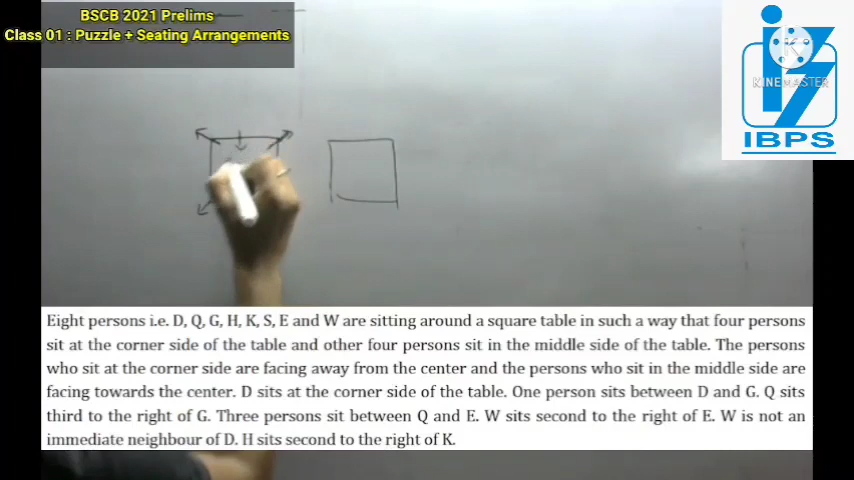 BSCB 2021 Prelims
Class 01 : Puzzle + Seating Arrangements
KINEMASTER
IBPS
Eight persons i.e. D, Q, G, H, K, S, E and W are sitting around a square table in such a way that four persons
sit at the corner side of the table and other four persons sit in the middle side of the table. The persons
who sit at the corner side are facing away from the center and the persons who sit in the middle side are
facing towards the center. D sits at the corner side of the table. One person sits between D and G. Q sits
third to the right of G. Three persons sit between Q and E. W sits second to the right of E. W is not an
immediate neighbour of D. H sits second to the right of K.